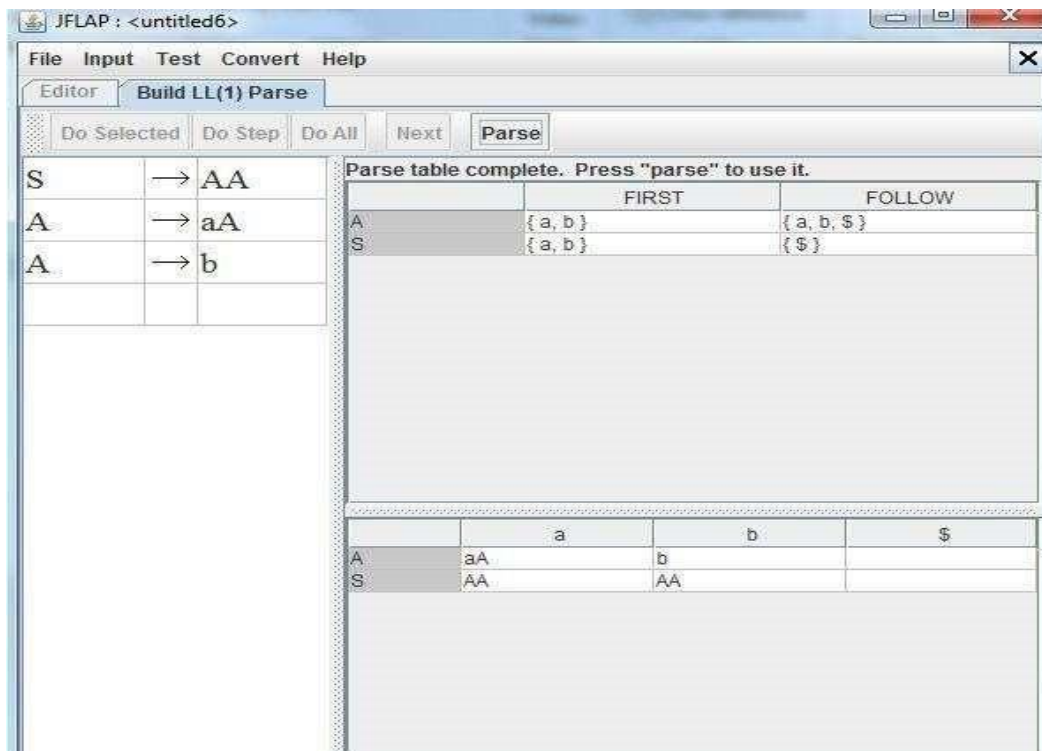 JFLAP : <untitled6>
File Input Test Convert Help
Editor Build LL(1) Parse
Do Selected Do Step Do All Next Parse
S → AA
A → aA
A → b
Parse table complete. Press "parse" to use it.
FIRST FOLLOW
A { a, b } { a, b, $ }
S { a, b } { $ }
a b $
A aA b
S AA AA